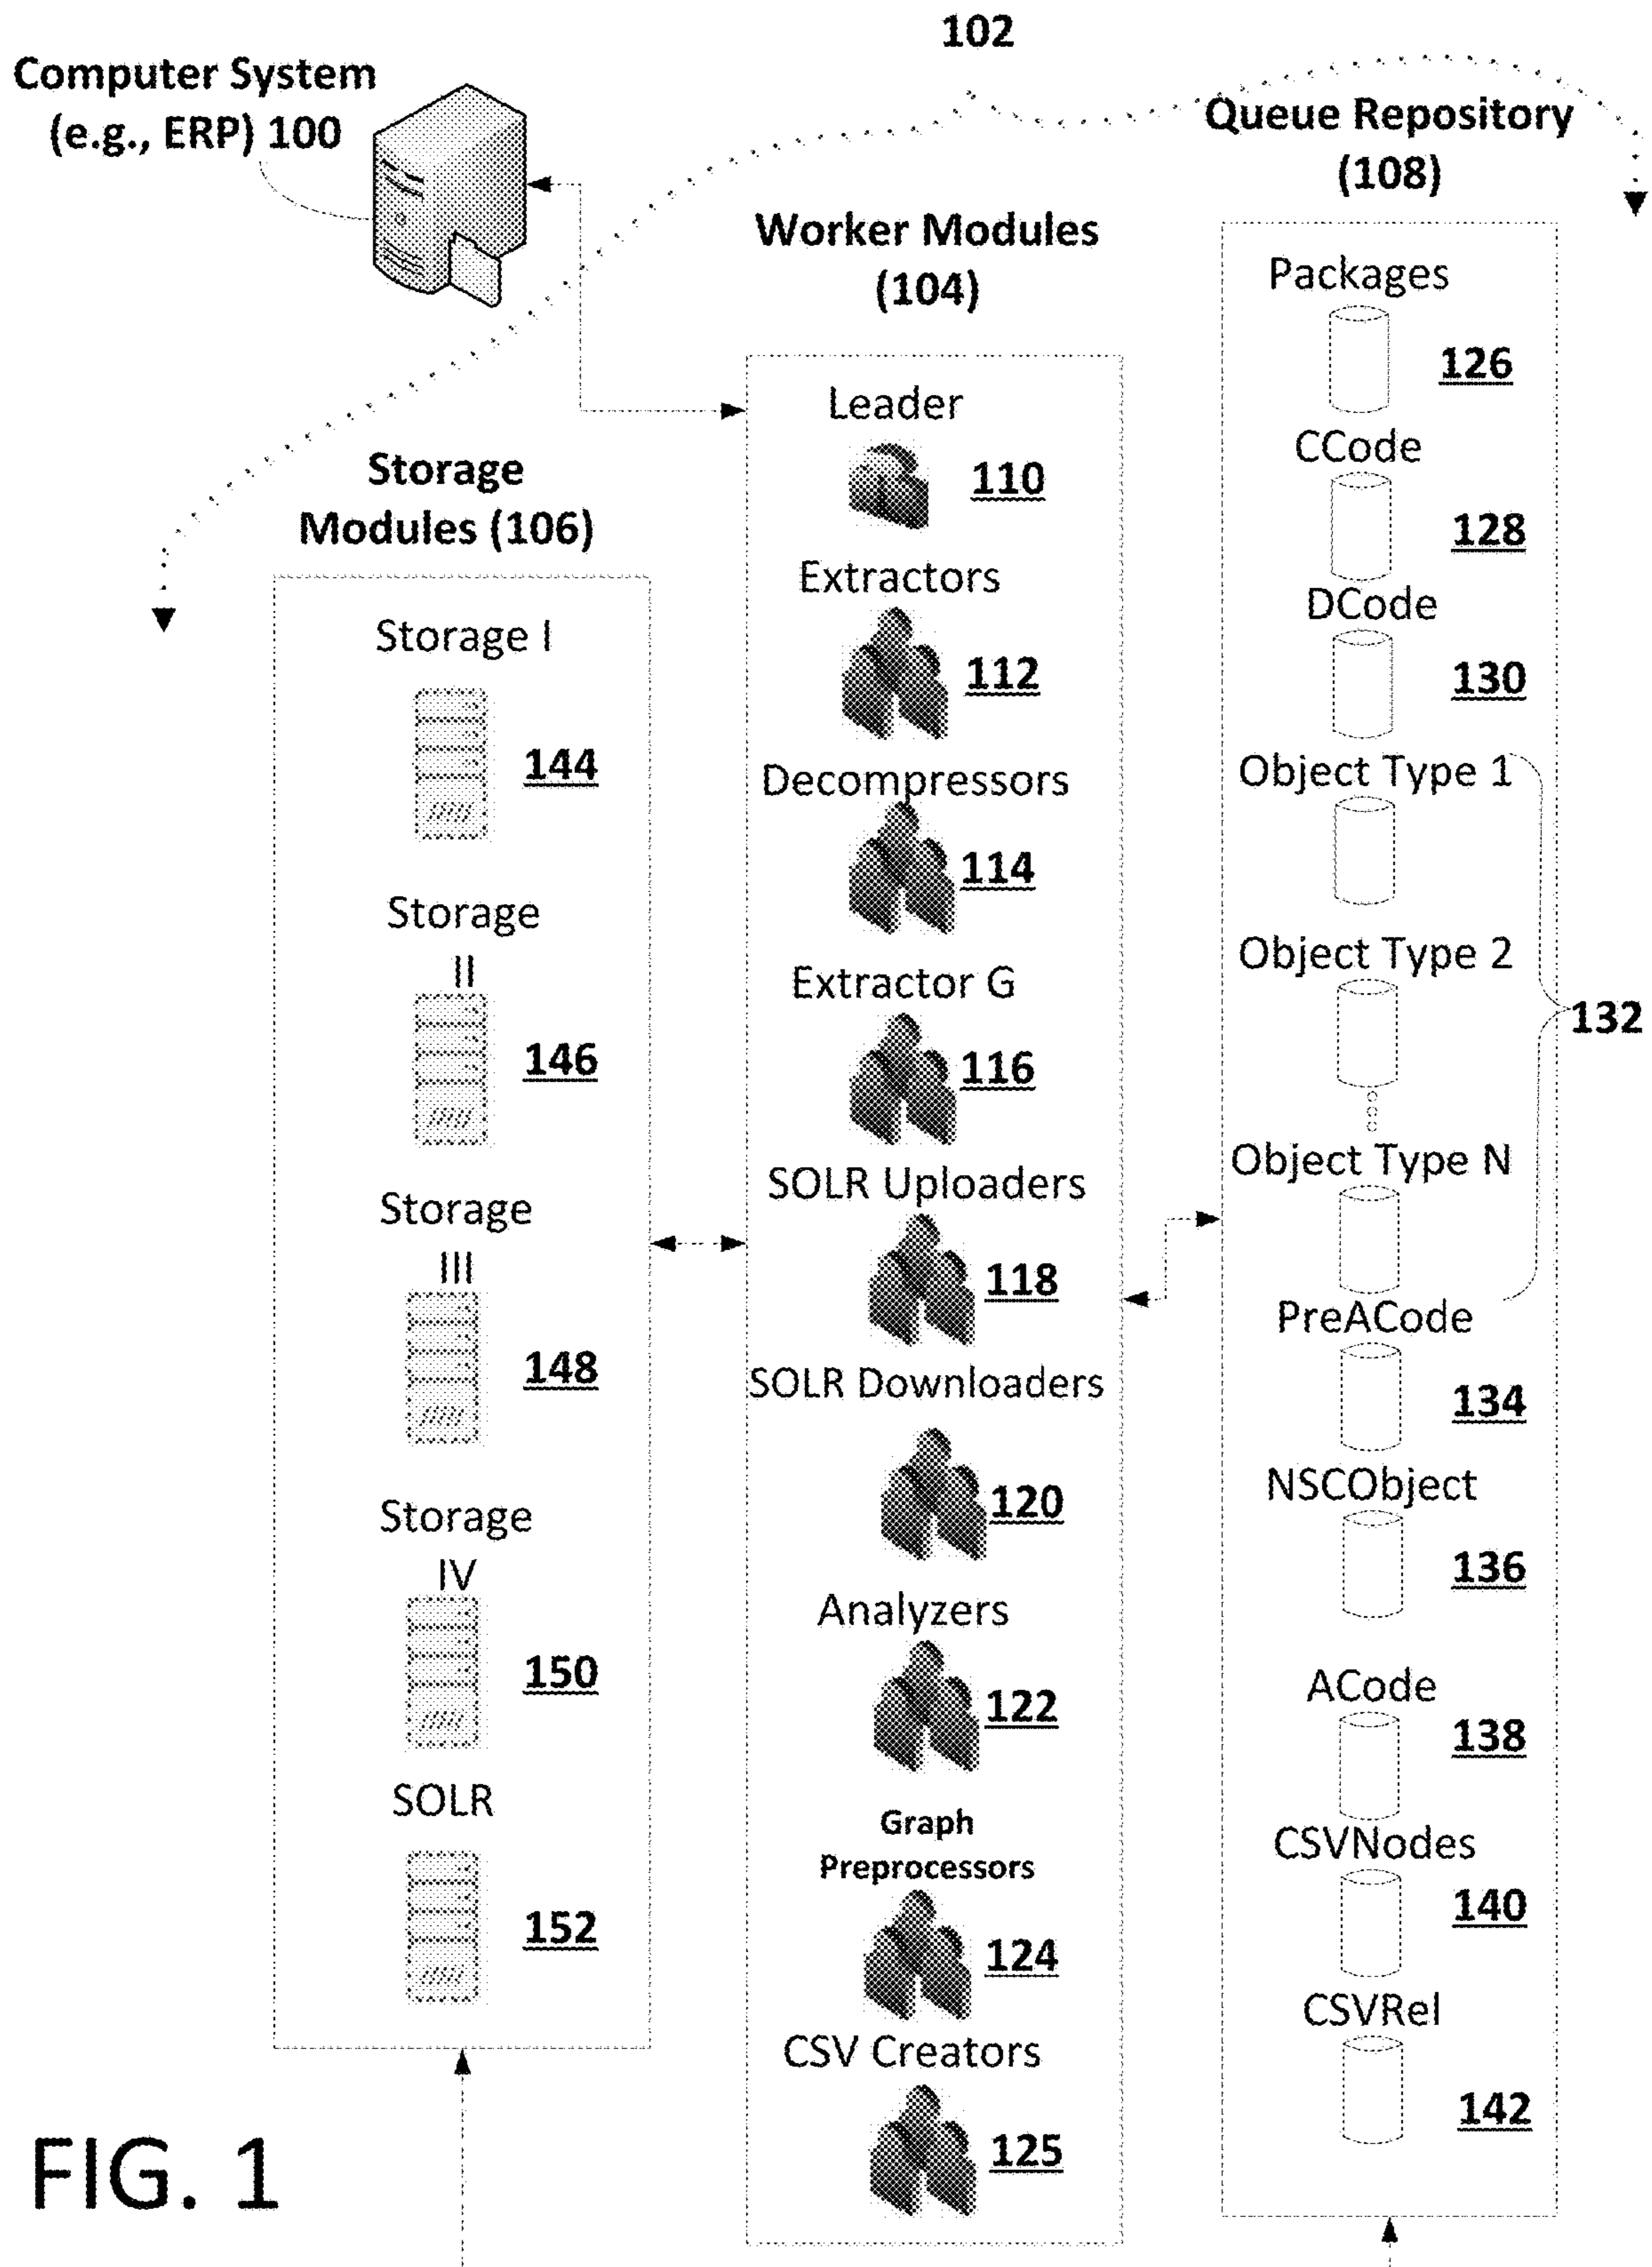 102
Computer System
(e.g., ERP) 100
Queue Repository
(108)
Worker Modules
(104)
Storage
Modules (106)
Storage I
144
Storage
II
146
Storage
III
148
Storage
IV
150
SOLR
152
Leader
110
Extractors
112
Decompressors
114
Extractor G
116
SOLR Uploaders
118
SOLR Downloaders
120
Analyzers
122
Graph
Preprocessors
124
CSV Creators
125
Packages
126
CCode
128
DCode
130
Object Type 1
Object Type 2
132
Object Type N
PreACode
134
NSCObject
136
ACode
138
CSVNodes
140
CSVRel
142
FIG. 1